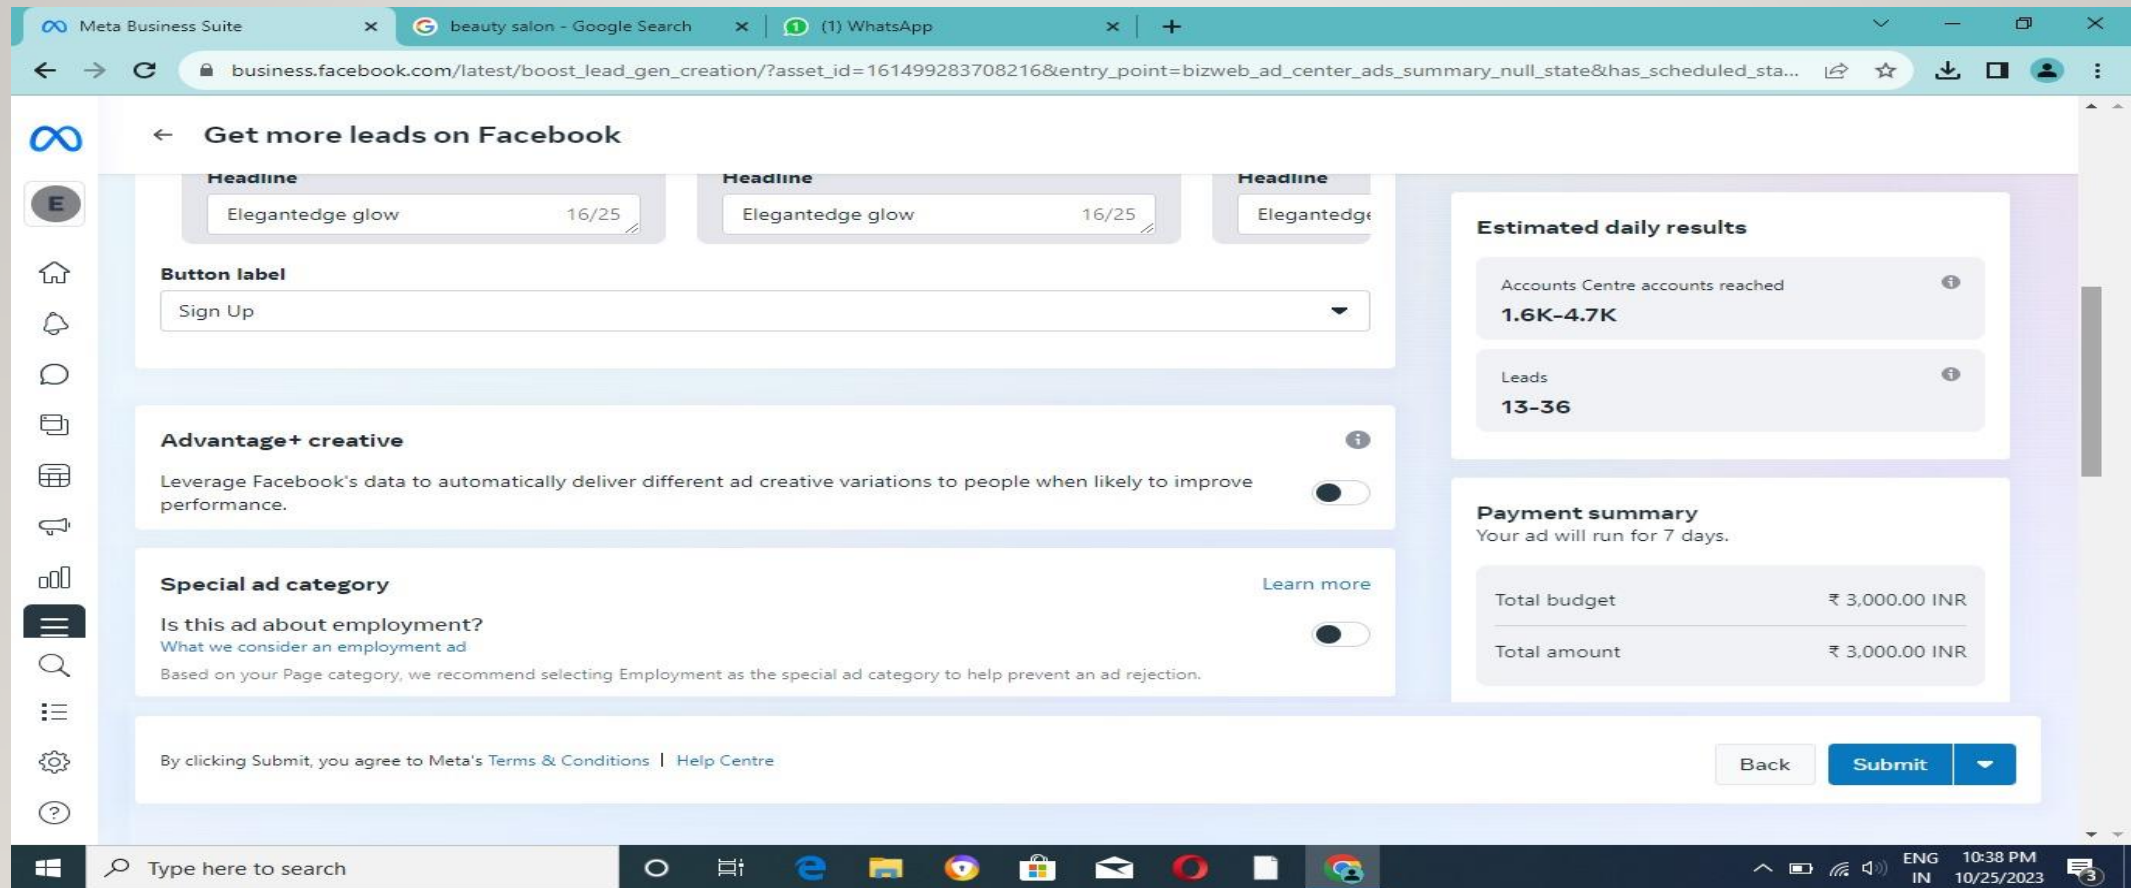 Meta Business Suite
beauty salon - Google Search
(1) WhatsApp
business.facebook.com/latest/boost_lead_gen_creation/?asset_id=161499283708216&entry_point=bizweb_ad_center_ads_summary_null_state&has_scheduled_sta...
Get more leads on Facebook
E
Headline
Headline
Headline
Elegantedge glow 16/25
Elegantedge glow 16/25
Elegantedge
Button label
Sign Up
Advantage+ creative
Leverage Facebook's data to automatically deliver different ad creative variations to people when likely to improve
performance.
Special ad category
Learn more
Is this ad about employment?
What we consider an employment ad
Based on your Page category, we recommend selecting Employment as the special ad category to help prevent an ad rejection.
Estimated daily results
Accounts Centre accounts reached
1.6K-4.7K
Leads
13-36
Payment summary
Your ad will run for 7 days.
Total budget ₹ 3,000.00 INR
Total amount ₹ 3,000.00 INR
By clicking Submit, you agree to Meta's Terms & Conditions | Help Centre
Back
Submit
Type here to search
ENG
IN
10:38 PM
10/25/2023
3